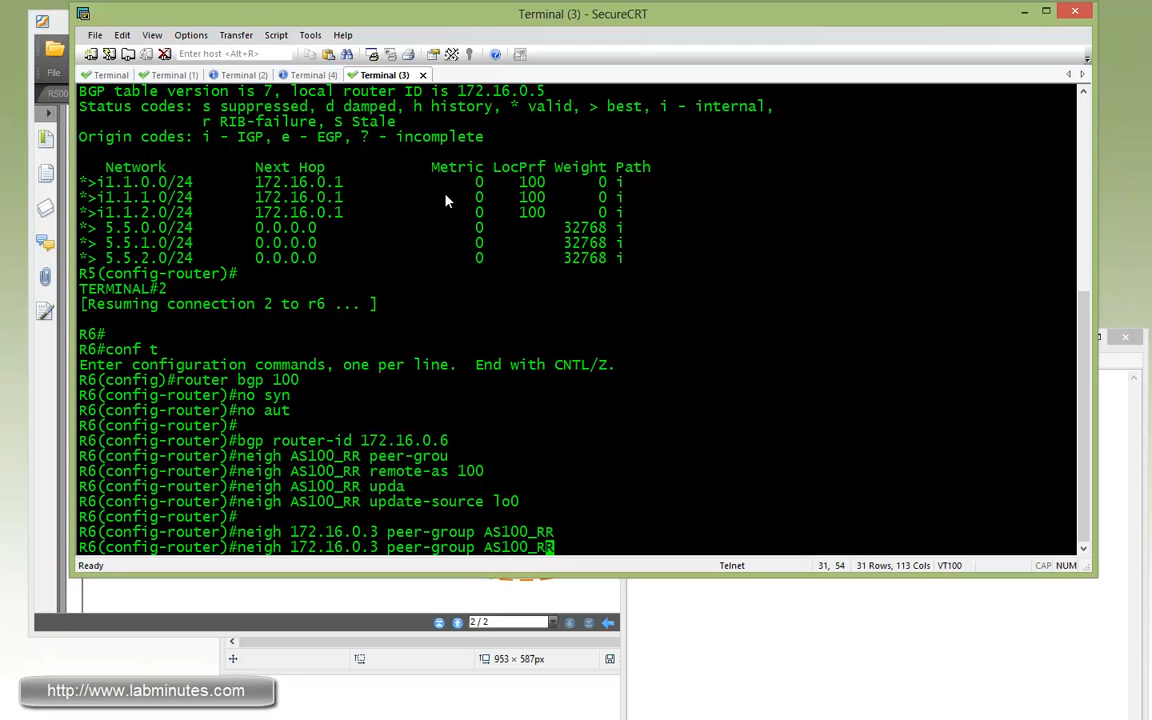 Terminal (3) - SecureCRT
File Edit View Options Transfer Script Tools Help
Enter host <Alt+R>
File
Terminal Terminal (1) Terminal (2) Terminal (4) Terminal (3)
RS00
BGP table version is 7, local router ID is 172.16.0.5
Status codes: s suppressed, d damped, h history, * valid, > best, i - internal,
r RIB-failure, S Stale
Origin codes: i - IGP, e - EGP, ? - incomplete
Network Next Hop Metric LocPrf Weight Path
*>i1.1.0.0/24 172.16.0.1 0 100 0 i
*>i1.1.1.0/24 172.16.0.1 0 100 0 i
*>i1.1.2.0/24 172.16.0.1 0 100 0 i
*> 5.5.0.0/24 0.0.0.0 0 32768 i
*> 5.5.1.0/24 0.0.0.0 0 32768 i
*> 5.5.2.0/24 0.0.0.0 0 32768 i
R5(config-router)#
TERMINAL#2
[Resuming connection 2 to r6 ... ]
R6#
R6#conf t
Enter configuration commands, one per line.  End with CNTL/Z.
R6(config)#router bgp 100
R6(config-router)#no syn
R6(config-router)#no aut
R6(config-router)#
R6(config-router)#bgp router-id 172.16.0.6
R6(config-router)#neigh AS100_RR peer-grou
R6(config-router)#neigh AS100_RR remote-as 100
R6(config-router)#neigh AS100_RR upda
R6(config-router)#neigh AS100_RR update-source lo0
R6(config-router)#
R6(config-router)#neigh 172.16.0.3 peer-group AS100_RR
R6(config-router)#neigh 172.16.0.3 peer-group AS100_RR
Ready Telnet 31, 54 31 Rows, 113 Cols VT100 CAP NUM
2 / 2
953 × 587px
http://www.labminutes.com